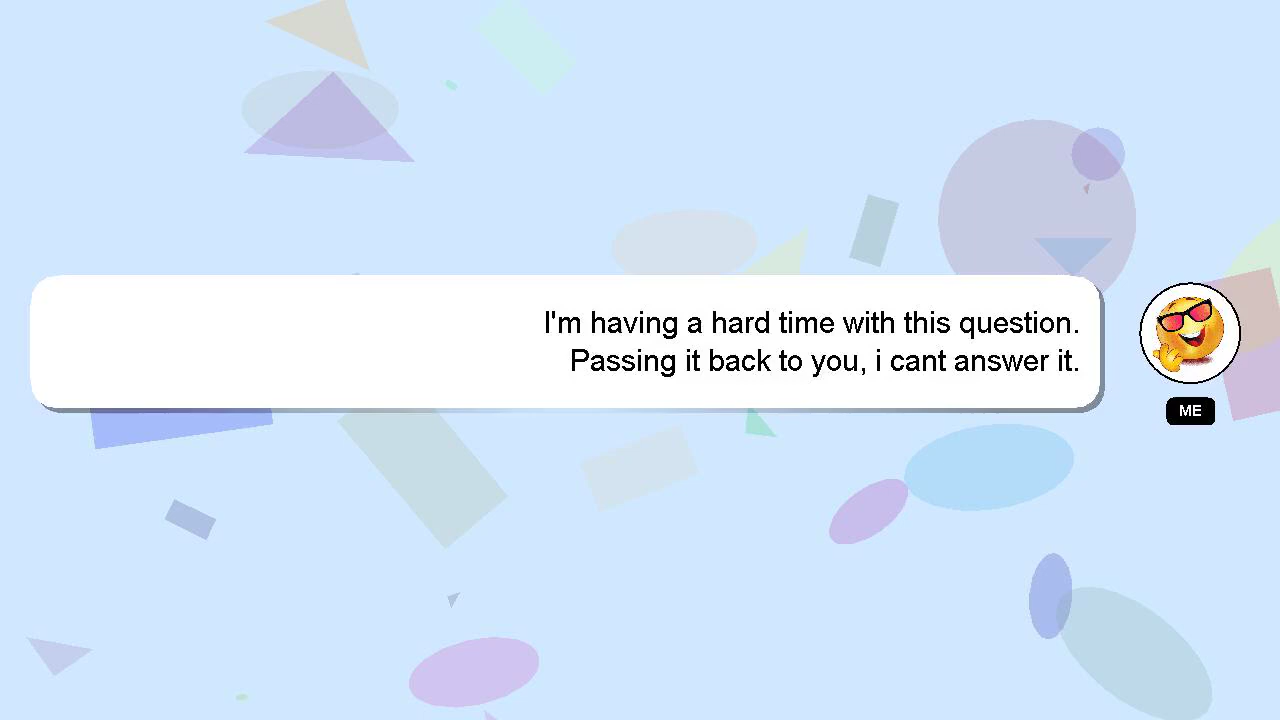 I'm having a hard time with this question.
Passing it back to you, i cant answer it.
ME